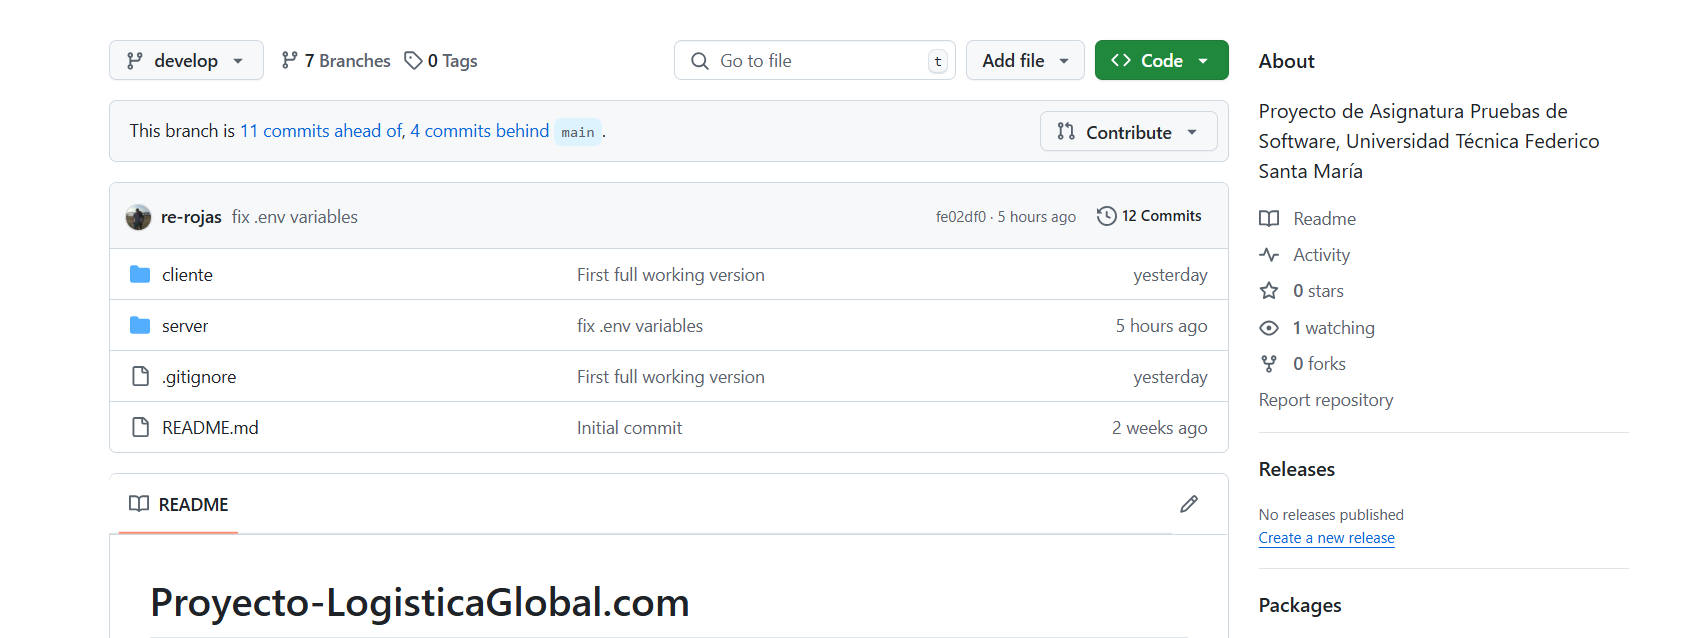 develop 7 Branches 0 Tags Go to file t Add file Code
This branch is 11 commits ahead of, 4 commits behind main .
Contribute
re-rojas fix .env variables fe02df0 · 5 hours ago 12 Commits
cliente First full working version yesterday
server fix .env variables 5 hours ago
.gitignore First full working version yesterday
README.md Initial commit 2 weeks ago
README
Proyecto-LogisticaGlobal.com
About
Proyecto de Asignatura Pruebas de
Software, Universidad Técnica Federico
Santa María
Readme
Activity
0 stars
1 watching
0 forks
Report repository
Releases
No releases published
Create a new release
Packages